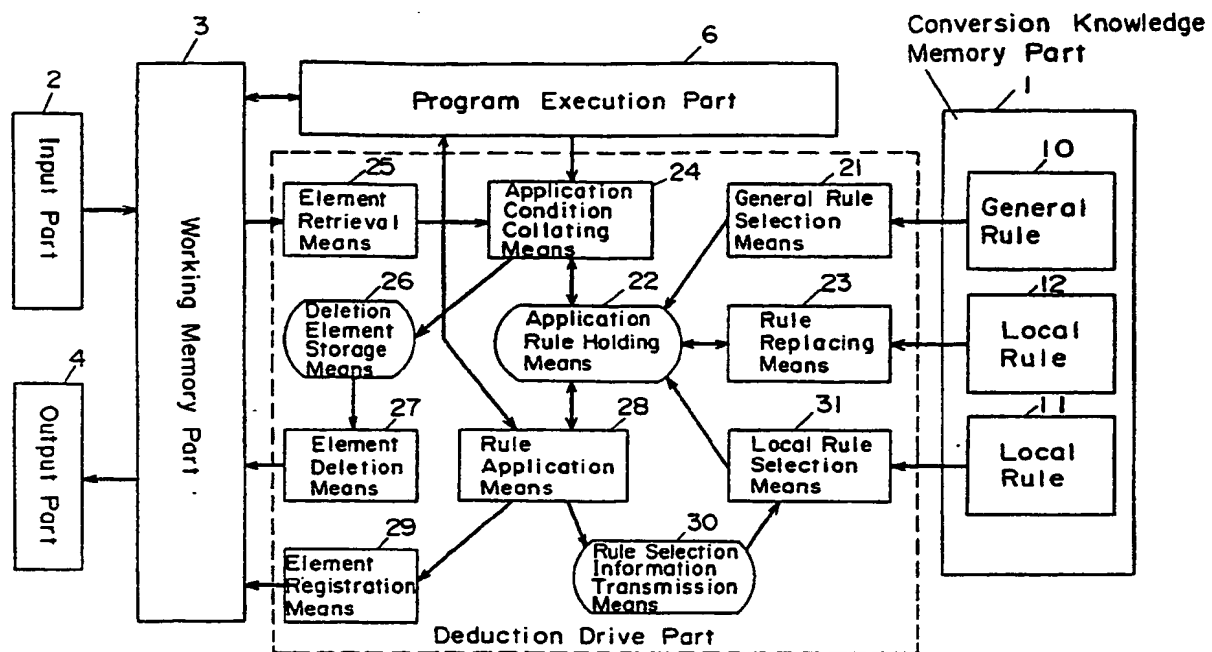 Conversion Knowledge
Memory Part
3
6
1
2
Input Part
Working Memory Part
Program Execution Part
25
Element
Retrieval
Means
24
Application
Condition
Collating
Means
21
General Rule
Selection
Means
10
General
Rule
26
Deletion
Element
Storage
Means
22
Application
Rule Holding
Means
23
Rule
Replacing
Means
12
Local
Rule
4
Output Part
27
Element
Deletion
Means
28
Rule
Application
Means
31
Local Rule
Selection
Means
11
Local
Rule
29
Element
Registration
Means
30
Rule Selection
Information
Transmission
Means
Deduction Drive Part